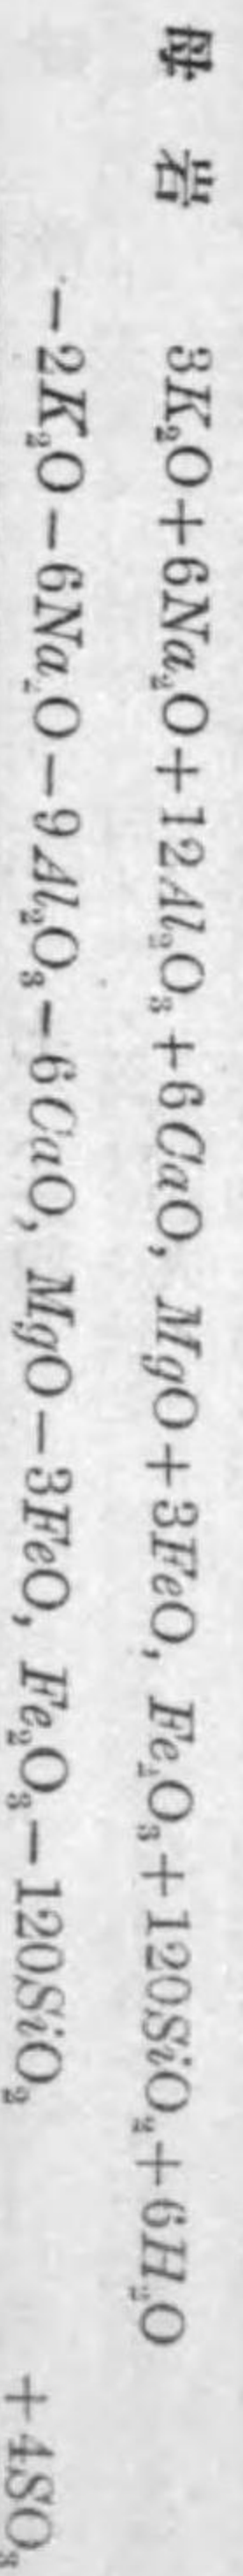 母岩 3K₂O+6Na₂O+12Al₂O₃+6CaO, MgO+3FeO, Fe₂O₃+120SiO₂+6H₂O
−2K₂O−6Na₂O−9Al₂O₃−6CaO, MgO−3FeO, Fe₂O₃−120SiO₂ +4SO₃